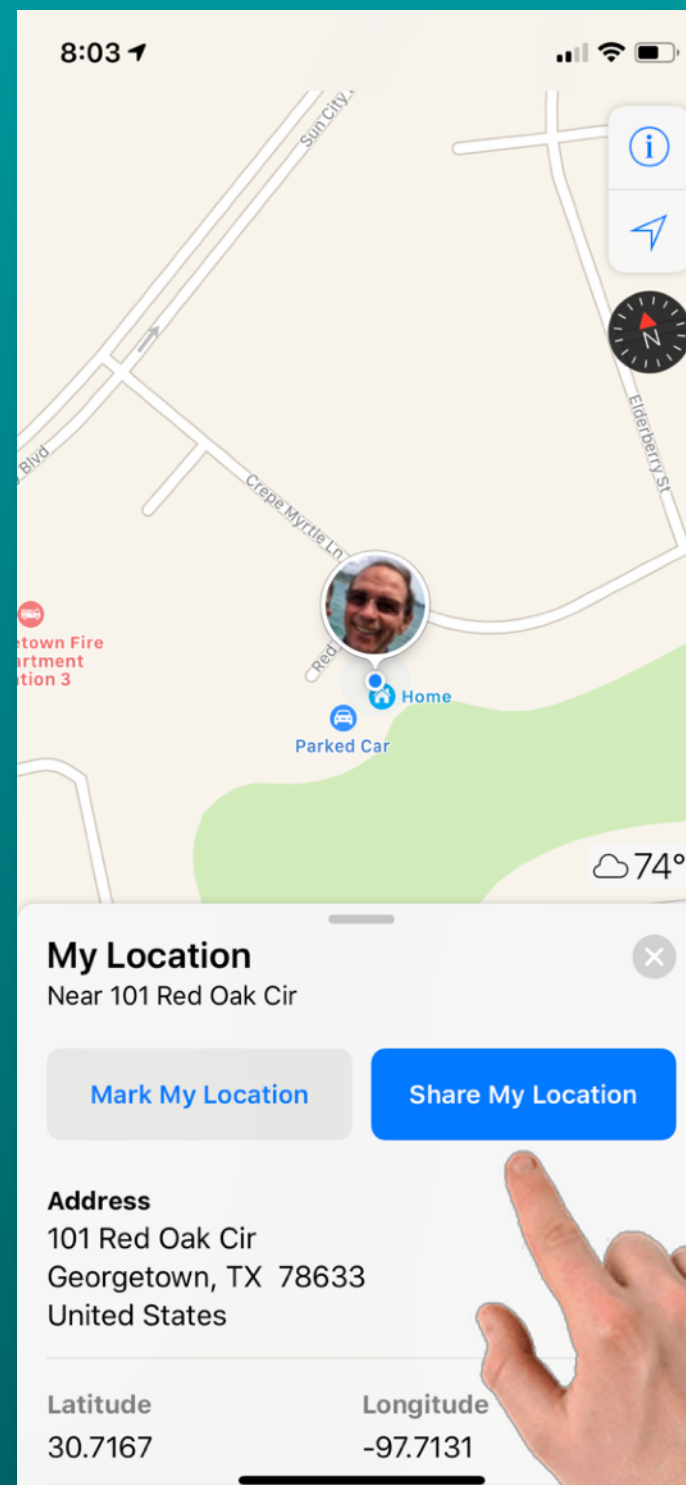 8:03
Sun City
Blvd
Elderberry St
Crepe Myrtle Ln
Red
etown Fire
artment
tion 3
Home
Parked Car
N
74°
My Location
Near 101 Red Oak Cir
Mark My Location
Share My Location
Address
101 Red Oak Cir
Georgetown, TX 78633
United States
Latitude
Longitude
30.7167
-97.7131